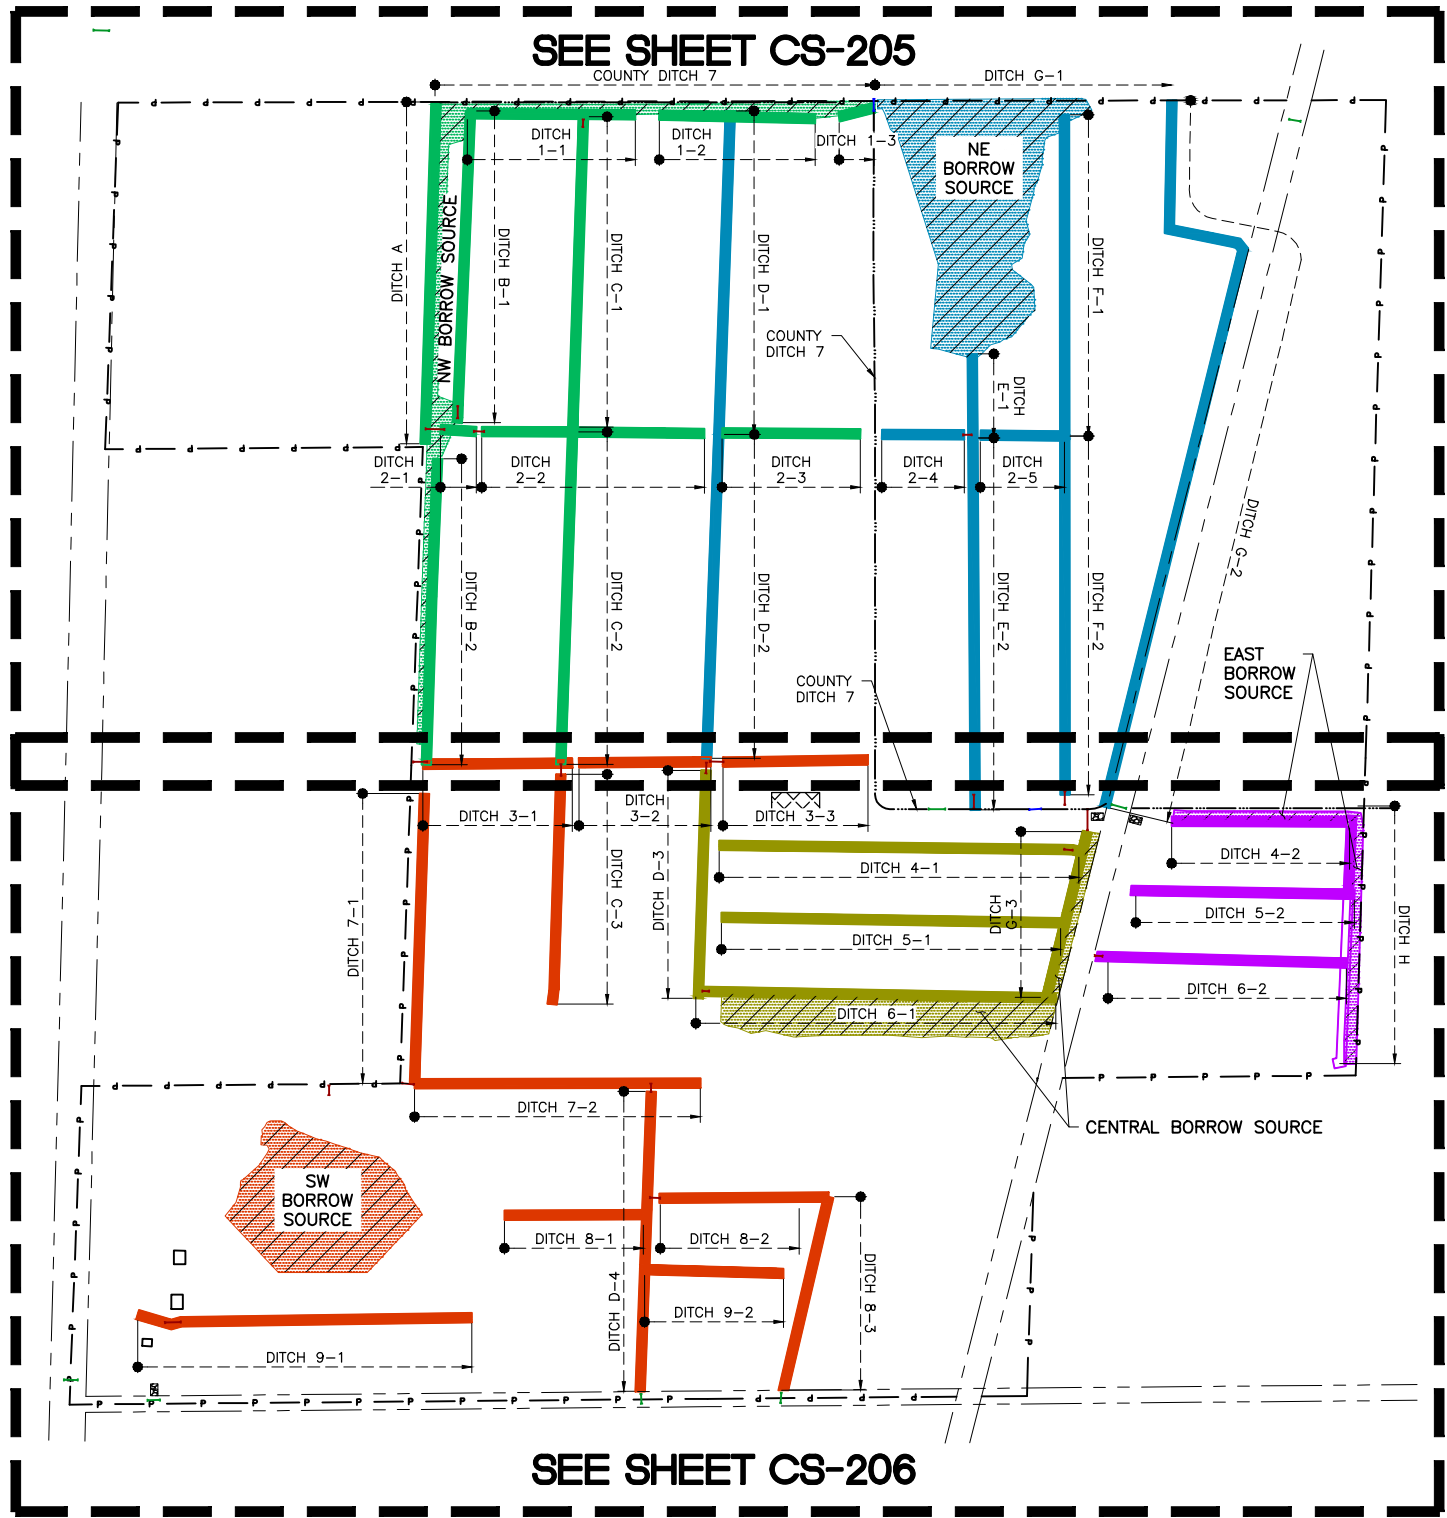 SEE SHEET CS-205
COUNTY DITCH 7
DITCH G-1
DITCH
1-1
DITCH
1-2
DITCH 1-3
NE
BORROW
SOURCE
DITCH A
NW BORROW SOURCE
DITCH B-1
DITCH C-1
DITCH D-1
DITCH F-1
COUNTY
DITCH 7
DITCH
E-1
DITCH
2-1
DITCH
2-2
DITCH
2-3
DITCH
2-4
DITCH
2-5
DITCH G-2
DITCH B-2
DITCH C-2
DITCH D-2
DITCH E-2
DITCH F-2
EAST
BORROW
SOURCE
COUNTY
DITCH 7
DITCH 3-1
DITCH
3-2
DITCH 3-3
DITCH 7-1
DITCH C-3
DITCH D-3
DITCH 4-1
DITCH
G-3
DITCH 4-2
DITCH 5-1
DITCH 5-2
DITCH H
DITCH 6-1
DITCH 6-2
DITCH 7-2
CENTRAL BORROW SOURCE
SW
BORROW
SOURCE
DITCH 8-1
DITCH 8-2
DITCH D-4
DITCH 8-3
DITCH 9-2
DITCH 9-1
SEE SHEET CS-206